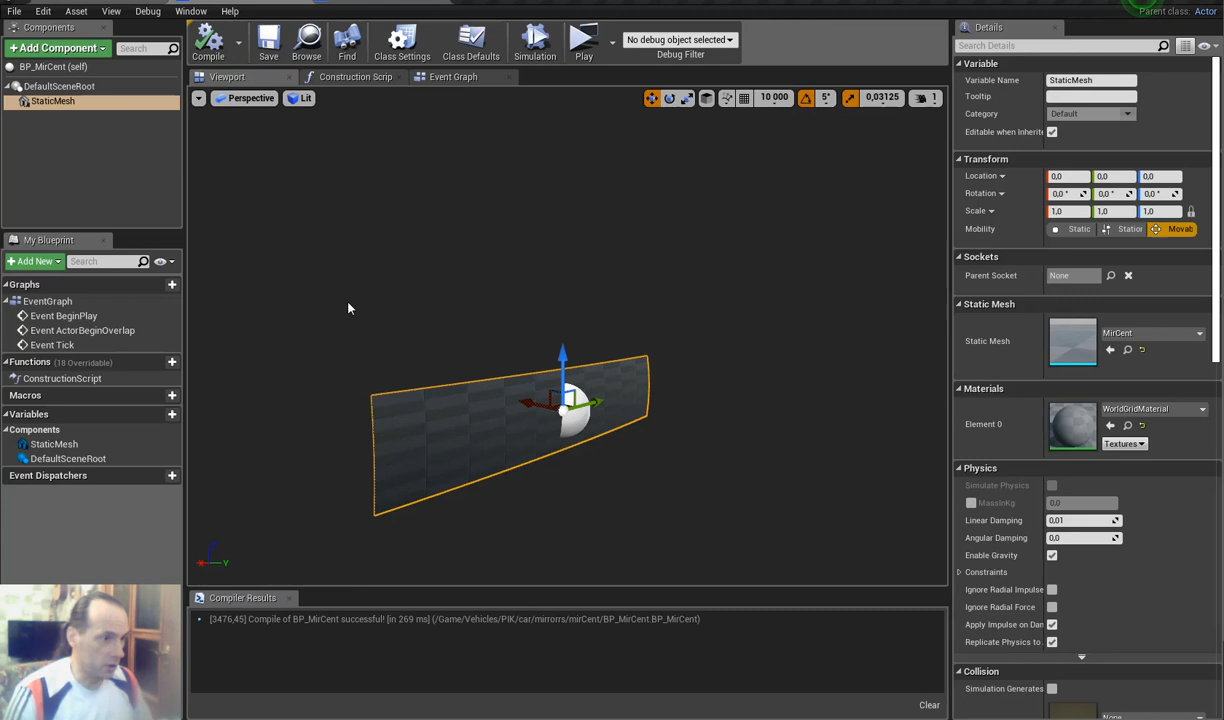 File Edit Asset View Debug Window Help
Parent class: Actor
Components
+Add Component
Search
BP_MirCent (self)
DefaultSceneRoot
StaticMesh
My Blueprint
+Add New
Search
Graphs
EventGraph
Event BeginPlay
Event ActorBeginOverlap
Event Tick
Functions (18 Overridable)
ConstructionScript
Macros
Variables
Components
StaticMesh
DefaultSceneRoot
Event Dispatchers
Compile Save Browse Find Class Settings Class Defaults Simulation Play
No debug object selected
Debug Filter
Viewport Construction Scrip Event Graph
Perspective Lit 10 000 5° 0,03125 1
Y
Compiler Results
[3476,45] Compile of BP_MirCent successful! [in 269 ms] (/Game/Vehicles/PIK/car/mirorrs/mirCent/BP_MirCent.BP_MirCent)
Clear
Details
Search Details
Variable
Variable Name StaticMesh
Tooltip
Category Default
Editable when Inherite
Transform
Location 0,0 0,0 0,0
Rotation 0,0 ° 0,0 ° 0,0 °
Scale 1,0 1,0 1,0
Mobility Static Station Movab
Sockets
Parent Socket None
Static Mesh
Static Mesh MirCent
Materials
Element 0 WorldGridMaterial
Textures
Physics
Simulate Physics
MassInKg 0,0
Linear Damping 0,01
Angular Damping 0,0
Enable Gravity
Constraints
Ignore Radial Impulse
Ignore Radial Force
Apply Impulse on Dan
Replicate Physics to
Collision
Simulation Generates